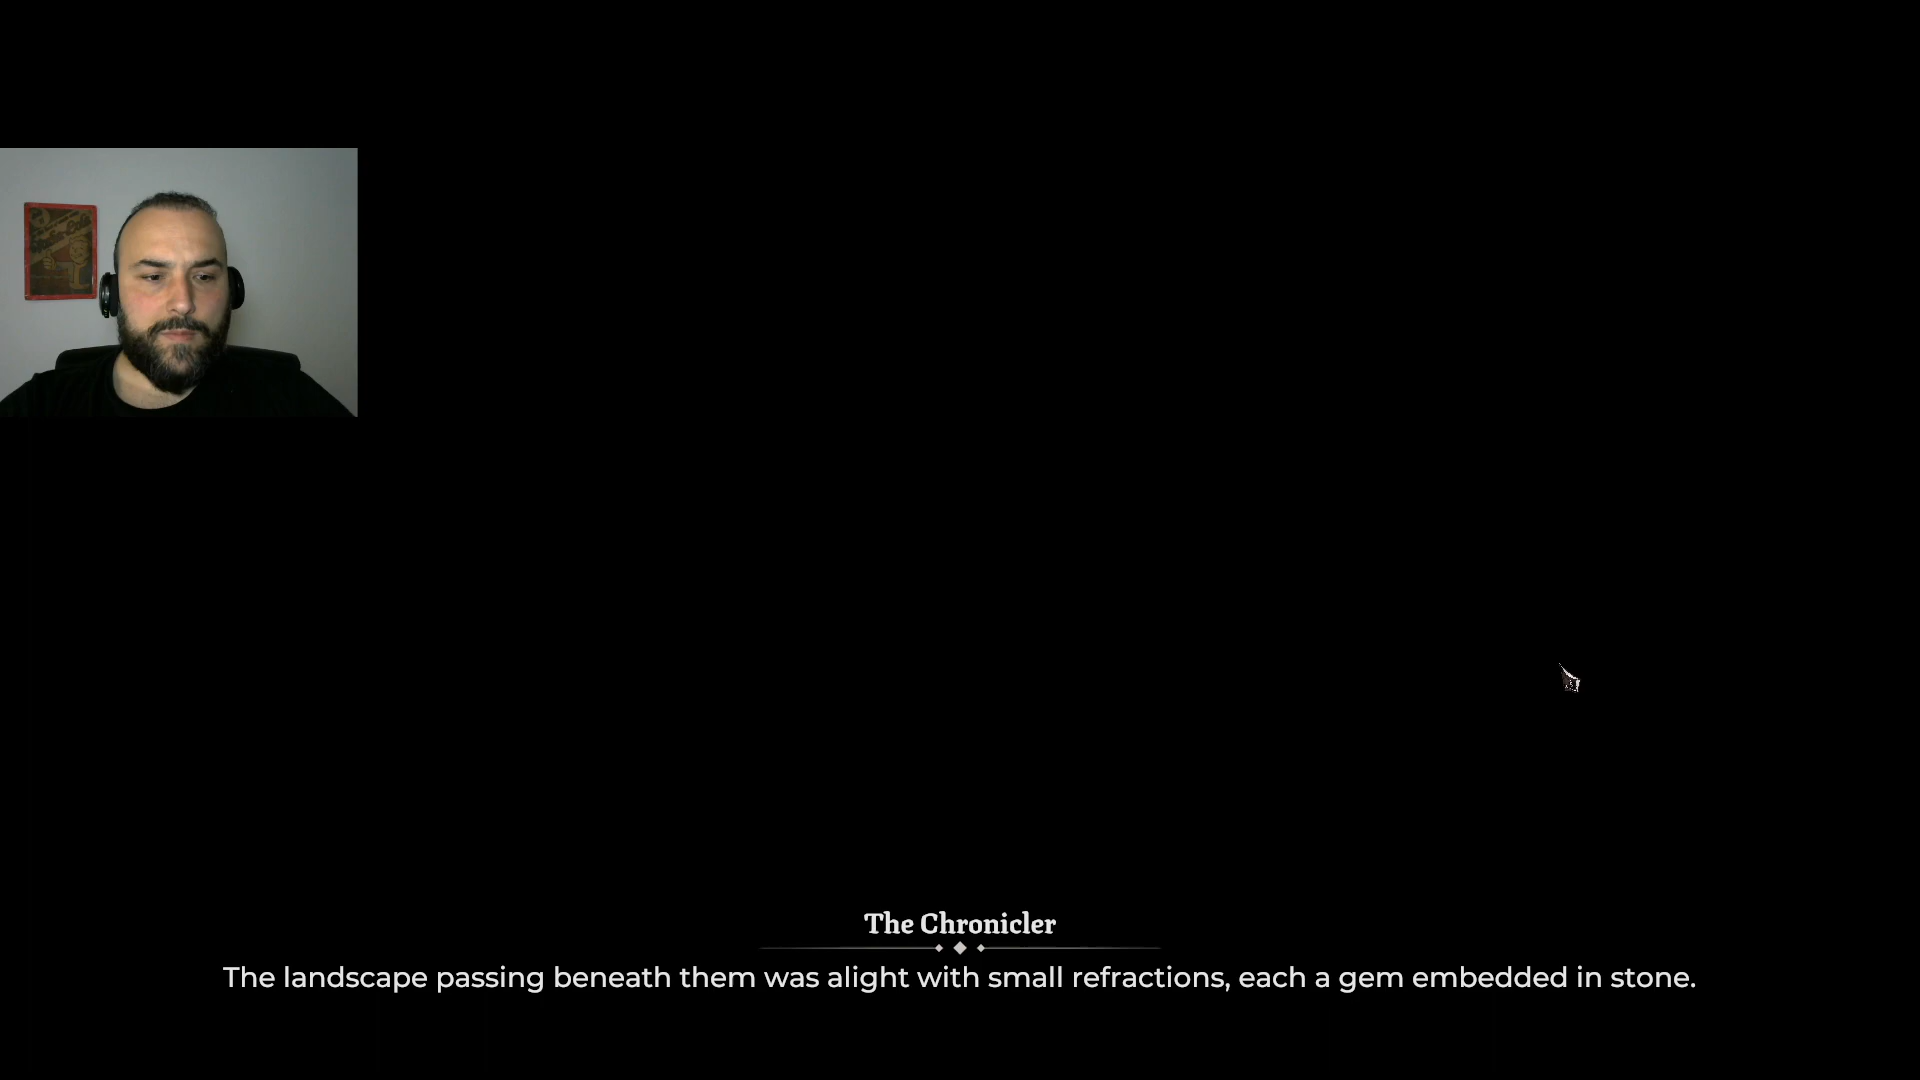 The Chronicler
The landscape passing beneath them was alight with small refractions, each a gem embedded in stone.